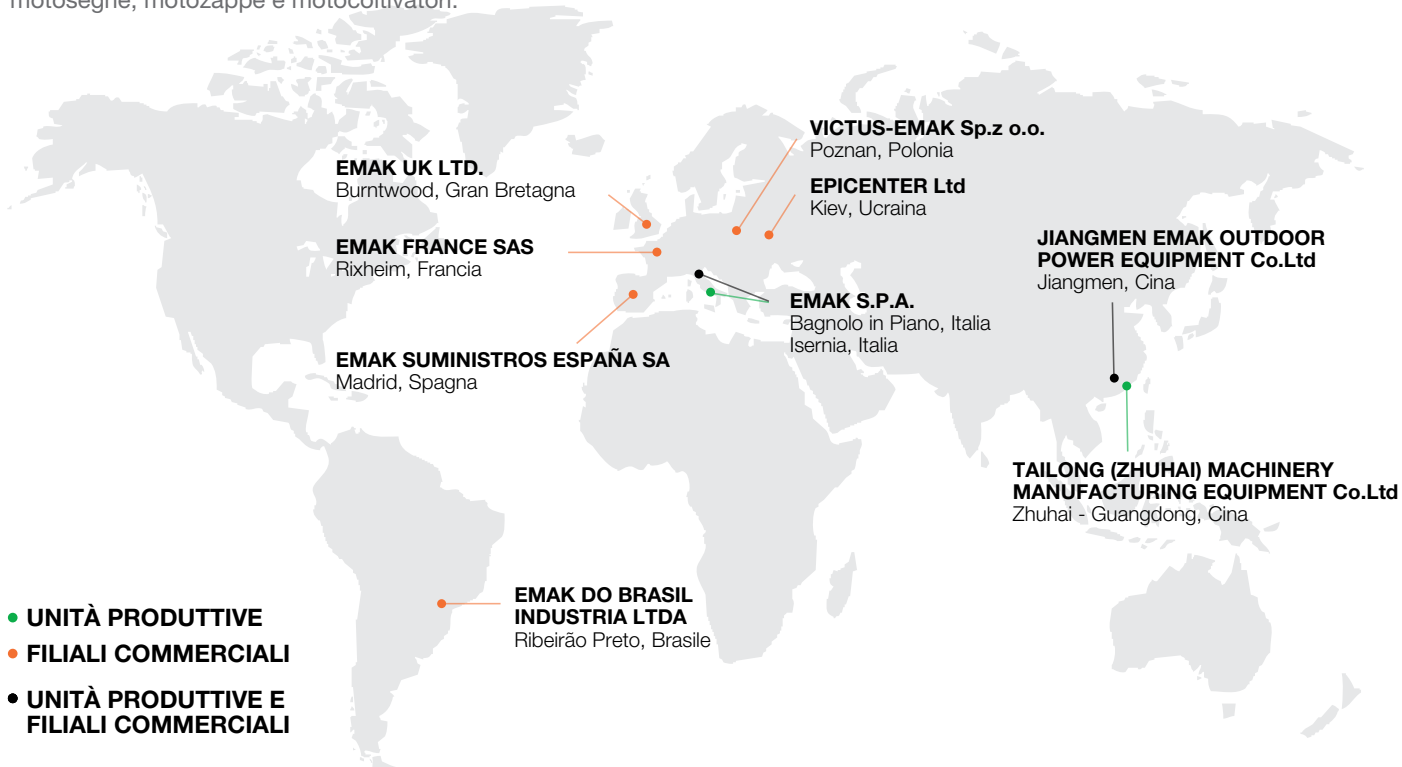 motoseghe, motozappe e motocoltivatori.
VICTUS-EMAK Sp.z o.o.
Poznan, Polonia
EMAK UK LTD.
Burntwood, Gran Bretagna
EPICENTER Ltd
Kiev, Ucraina
EMAK FRANCE SAS
Rixheim, Francia
JIANGMEN EMAK OUTDOOR
POWER EQUIPMENT Co.Ltd
Jiangmen, Cina
EMAK S.P.A.
Bagnolo in Piano, Italia
Isernia, Italia
EMAK SUMINISTROS ESPAÑA SA
Madrid, Spagna
TAILONG (ZHUHAI) MACHINERY
MANUFACTURING EQUIPMENT Co.Ltd
Zhuhai - Guangdong, Cina
EMAK DO BRASIL
INDUSTRIA LTDA
Ribeirão Preto, Brasile
UNITÀ PRODUTTIVE
FILIALI COMMERCIALI
UNITÀ PRODUTTIVE E
FILIALI COMMERCIALI